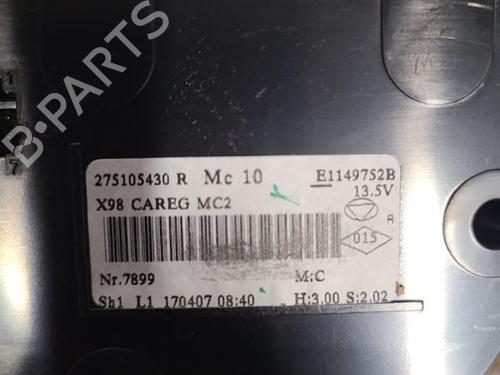 B-PARTS
275105430 R Mc 10 E1149752B
13.5V
X98 CAREG MC2
R
015
Nr.7899 M:C
Sh1 L1 170407 08:40 H:3.00 S:2.02
7